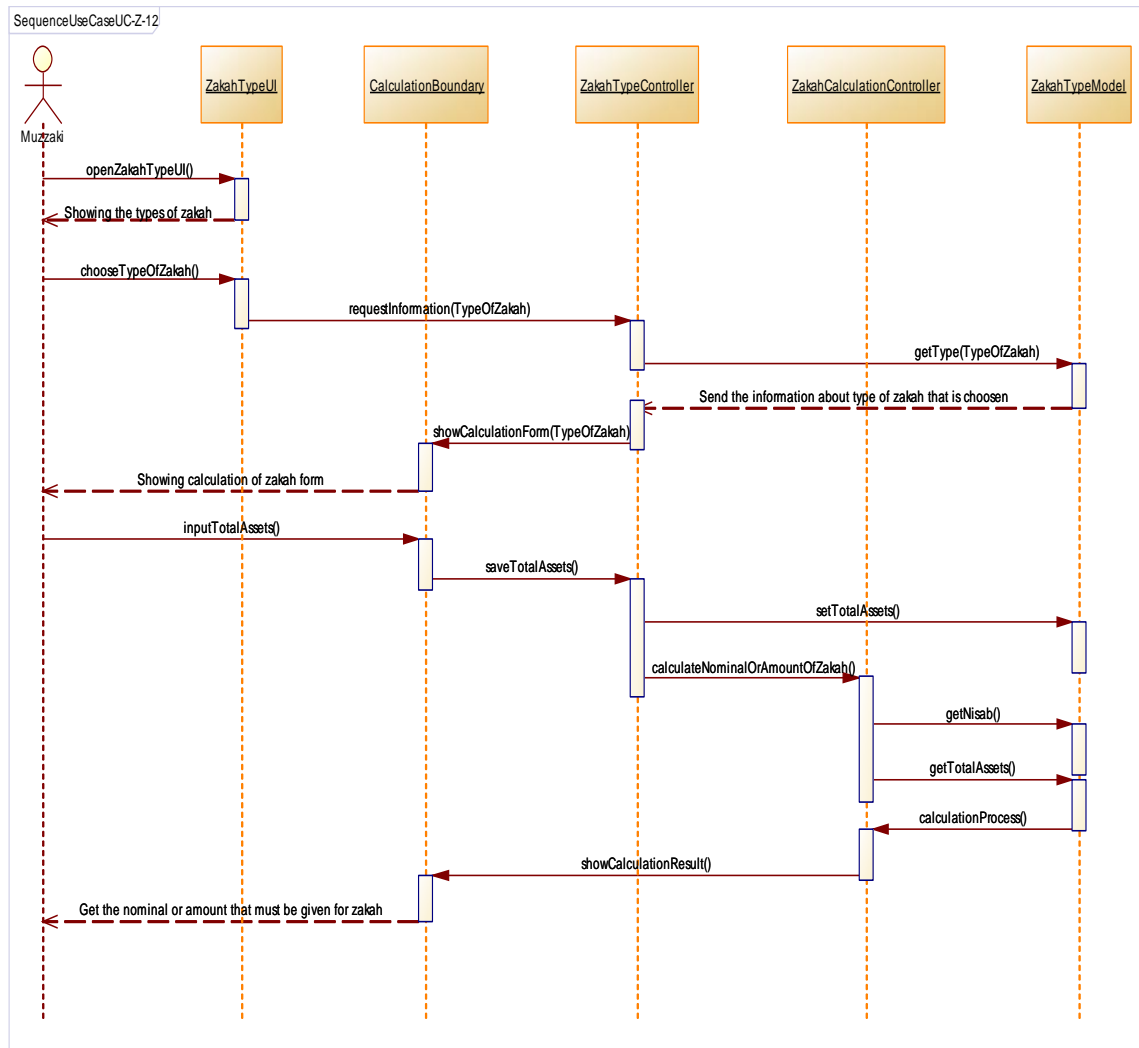 SequenceUseCaseUC-Z-12
ZakahTypeUI
CalculationBoundary
ZakahTypeController
ZakahCalculationController
ZakahTypeModel
Muzzaki
openZakahTypeUI()
Showing the types of zakah
chooseTypeOfZakah()
requestInformation(TypeOfZakah)
getType(TypeOfZakah)
Send the information about type of zakah that is choosen
showCalculationForm(TypeOfZakah)
Showing calculation of zakah form
inputTotalAssets()
saveTotalAssets()
setTotalAssets()
calculateNominalOrAmountOfZakah()
getNisab()
getTotalAssets()
calculationProcess()
showCalculationResult()
Get the nominal or amount that must be given for zakah